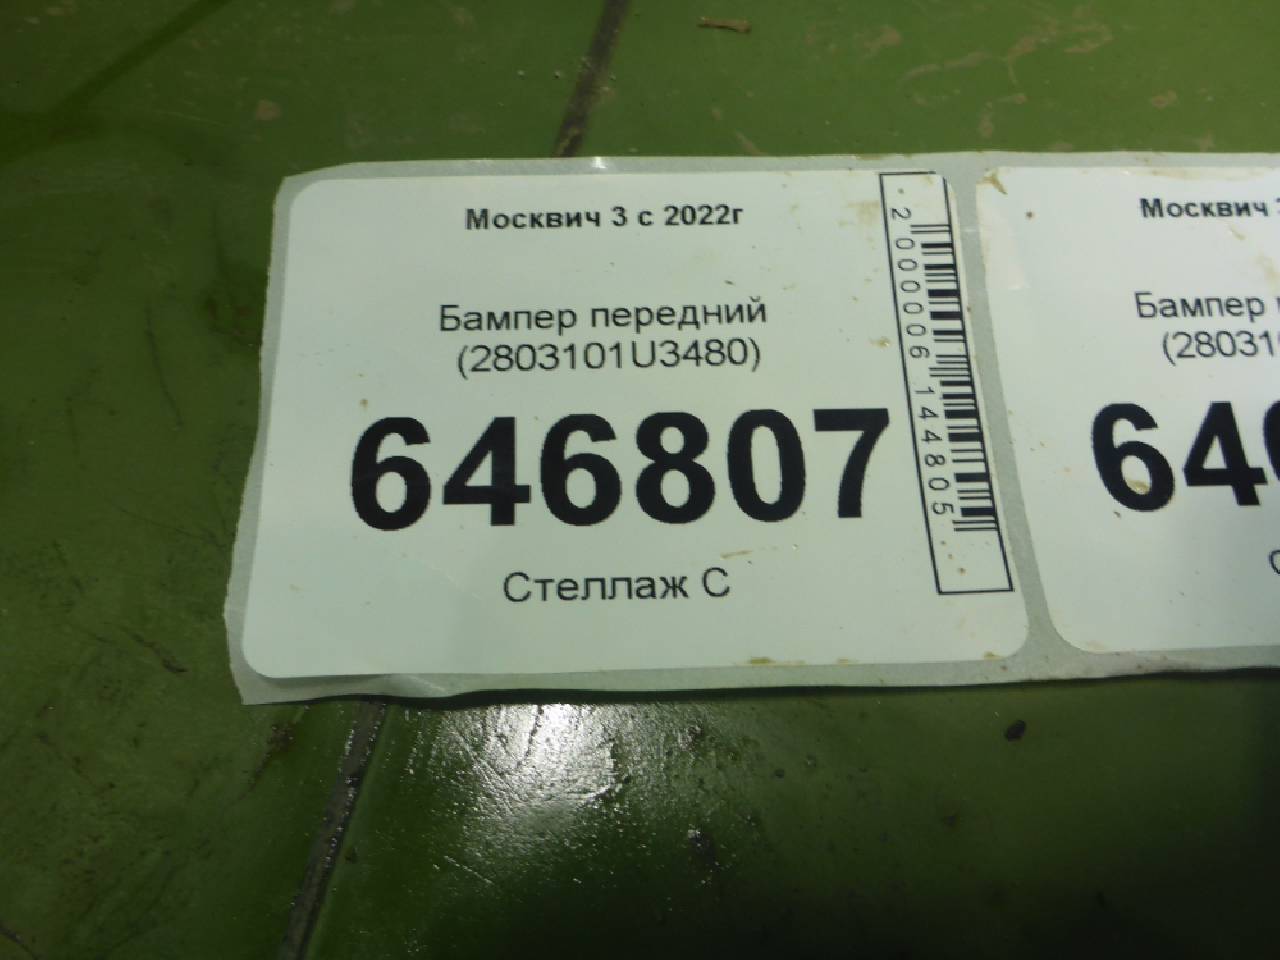 Москвич 3 с 2022г
Бампер передний
(2803101U3480)
646807
Стеллаж С
2000006144805
Москвич
Бампер
(28031
64